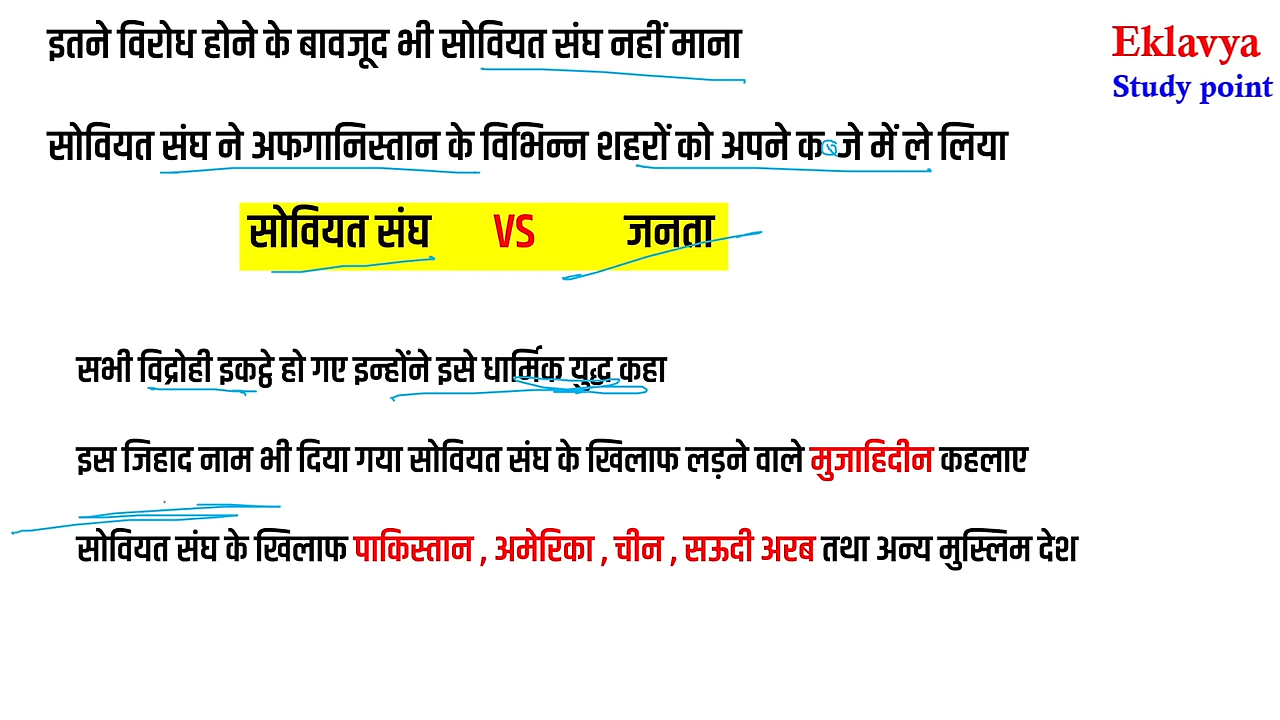 इतने विरोध होने के बावजूद भी सोवियत संघ नहीं माना
Eklavya
Study point
सोवियत संघ ने अफगानिस्तान के विभिन्न शहरों को अपने कब्जे में ले लिया
सोवियत संघ VS जनता
सभी विद्रोही इकट्ठे हो गए इन्होंने इसे धार्मिक युद्ध कहा
इस जिहाद नाम भी दिया गया सोवियत संघ के खिलाफ लड़ने वाले मुजाहिदीन कहलाए
सोवियत संघ के खिलाफ पाकिस्तान , अमेरिका , चीन , सऊदी अरब तथा अन्य मुस्लिम देश